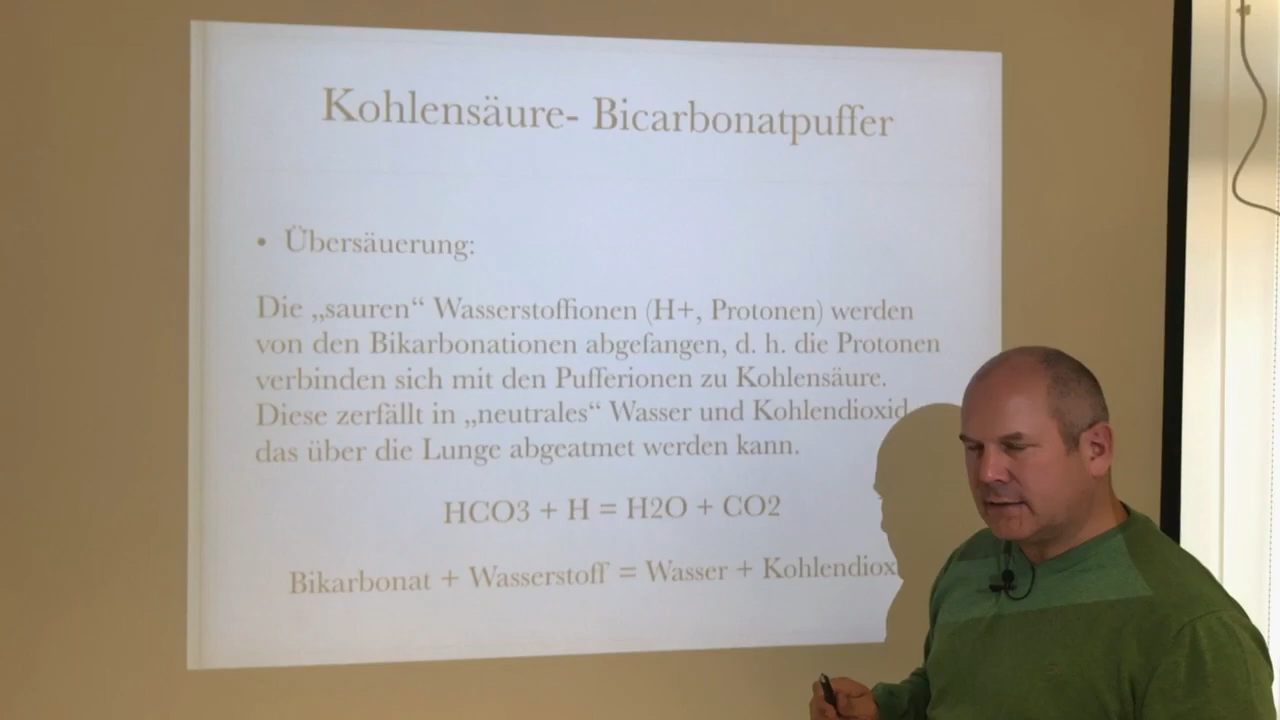 Kohlensäure- Bicarbonatpuffer
• Übersäuerung:
Die „sauren“ Wasserstoffionen (H+, Protonen) werden
von den Bikarbonationen abgefangen, d. h. die Protonen
verbinden sich mit den Pufferionen zu Kohlensäure.
Diese zerfällt in „neutrales“ Wasser und Kohlendioxid
das über die Lunge abgeatmet werden kann.
HCO3 + H = H2O + CO2
Bikarbonat + Wasserstoff = Wasser + Kohlendiox